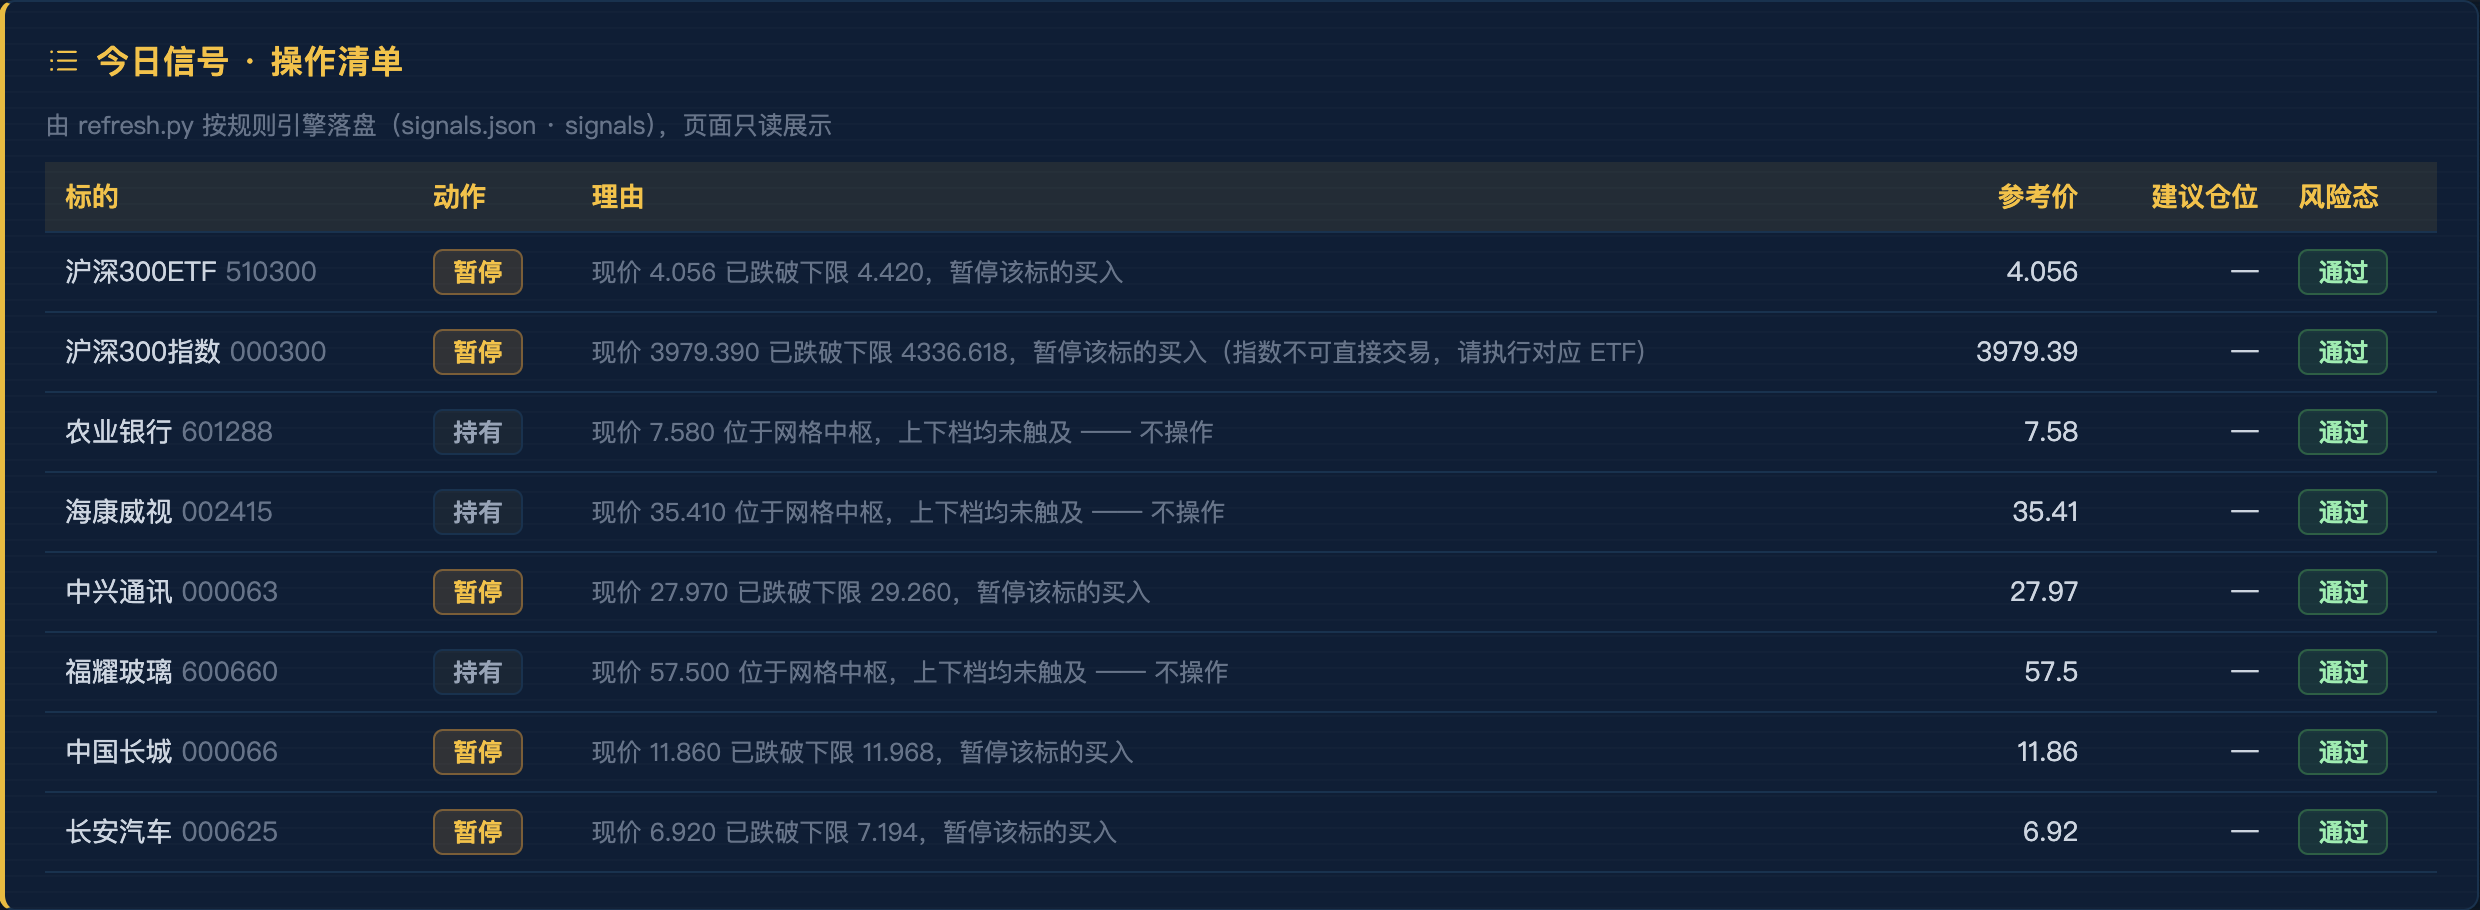 今日信号 · 操作清单
由 refresh.py 按规则引擎落盘（signals.json · signals），页面只读展示
标的 动作 理由 参考价 建议仓位 风险态
沪深300ETF 510300 暂停 现价 4.056 已跌破下限 4.420，暂停该标的买入 4.056 — 通过
沪深300指数 000300 暂停 现价 3979.390 已跌破下限 4336.618，暂停该标的买入（指数不可直接交易，请执行对应 ETF） 3979.39 — 通过
农业银行 601288 持有 现价 7.580 位于网格中枢，上下档均未触及 —— 不操作 7.58 — 通过
海康威视 002415 持有 现价 35.410 位于网格中枢，上下档均未触及 —— 不操作 35.41 — 通过
中兴通讯 000063 暂停 现价 27.970 已跌破下限 29.260，暂停该标的买入 27.97 — 通过
福耀玻璃 600660 持有 现价 57.500 位于网格中枢，上下档均未触及 —— 不操作 57.5 — 通过
中国长城 000066 暂停 现价 11.860 已跌破下限 11.968，暂停该标的买入 11.86 — 通过
长安汽车 000625 暂停 现价 6.920 已跌破下限 7.194，暂停该标的买入 6.92 — 通过